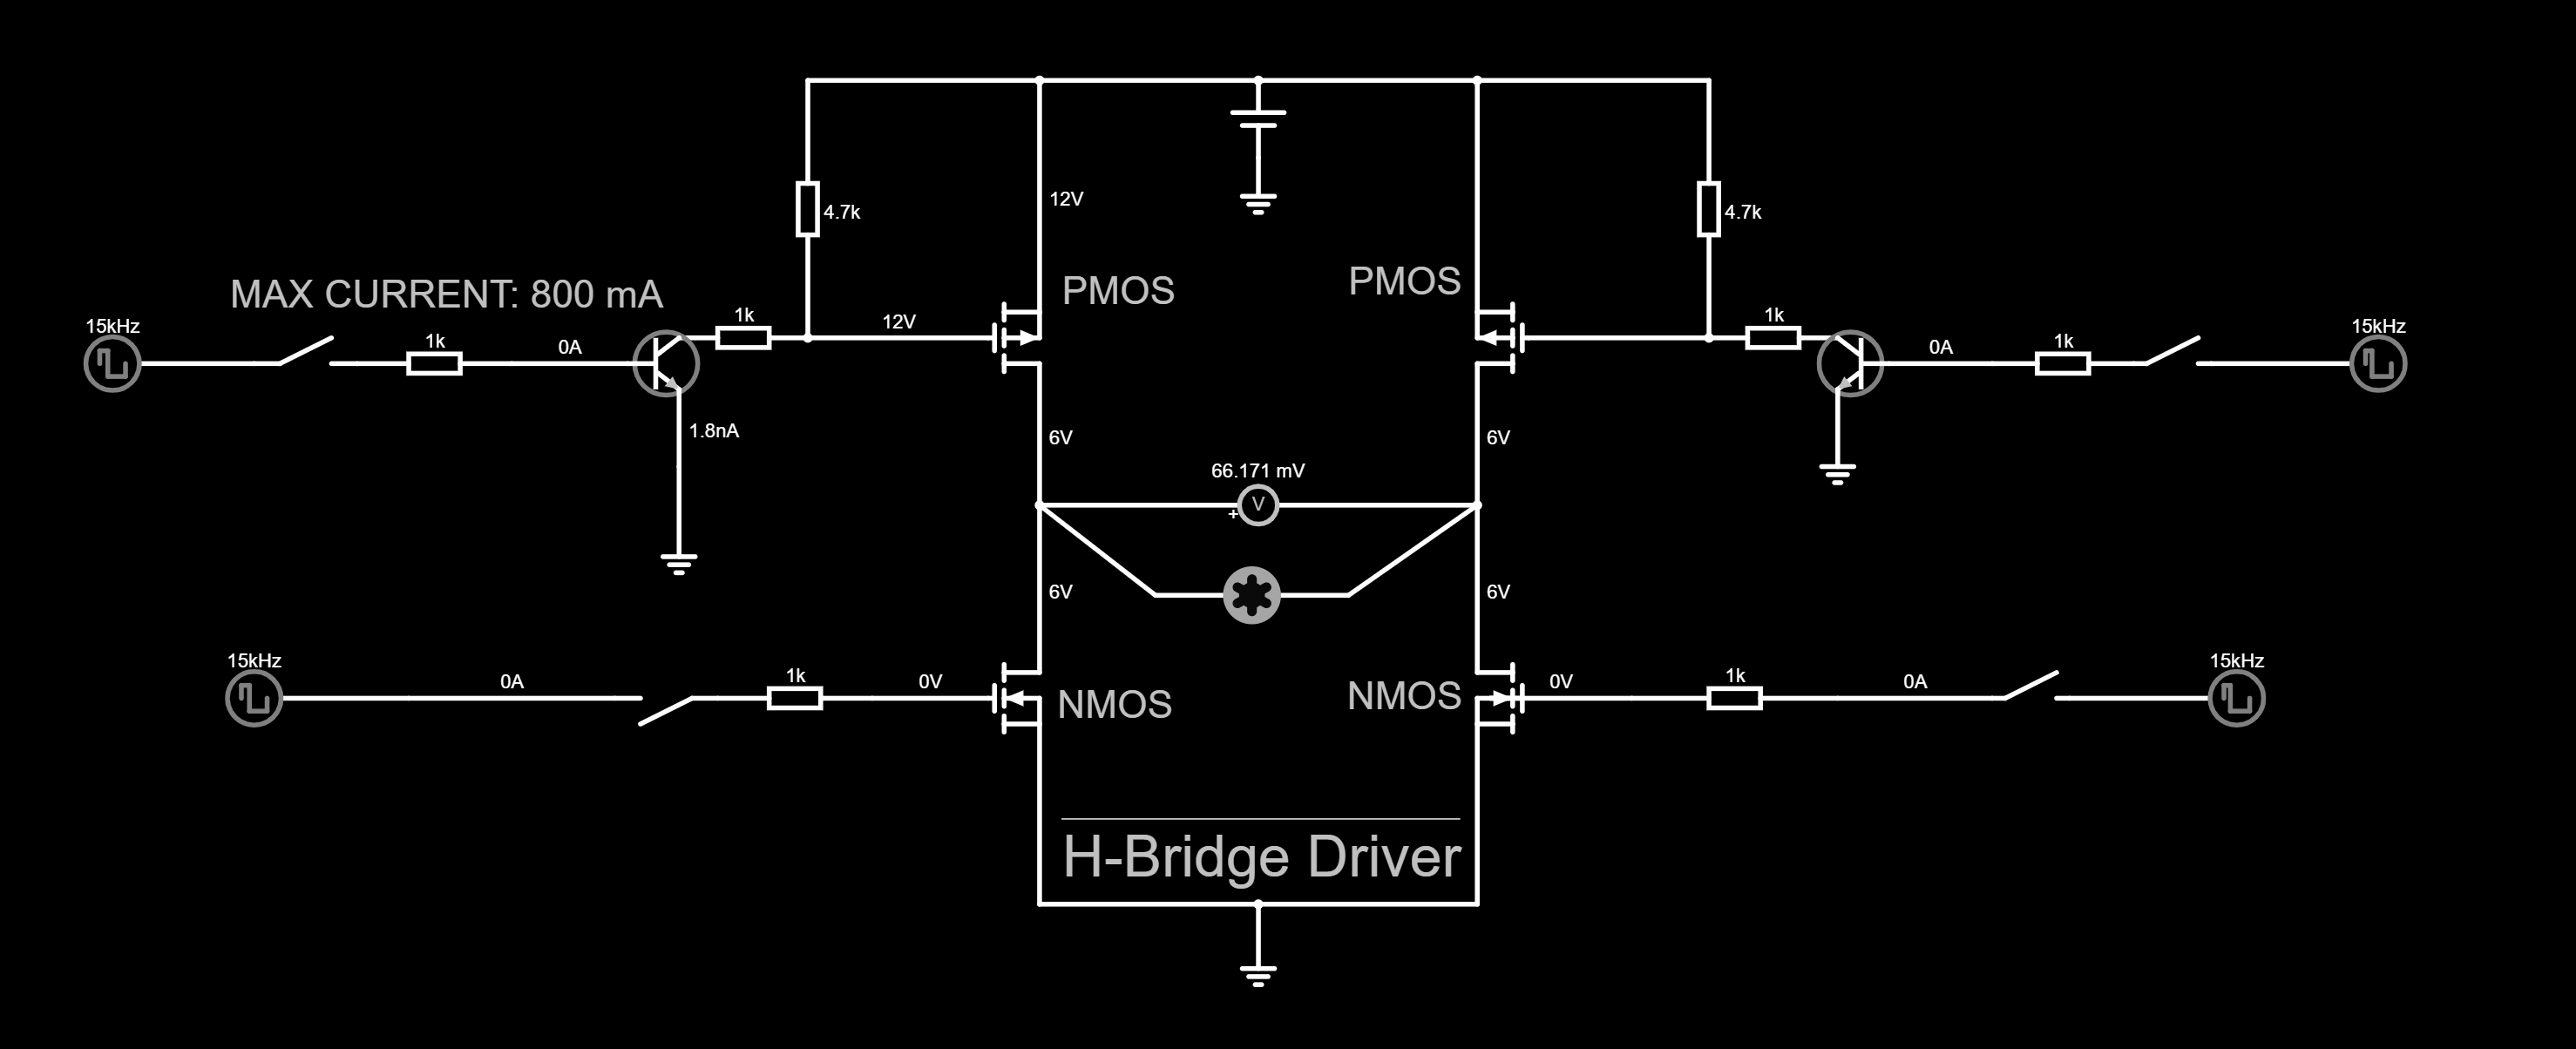 12V
4.7k
4.7k
PMOS
PMOS
MAX CURRENT: 800 mA
15kHz
1k
0A
1k
12V
1k
0A
1k
15kHz
1.8nA
6V
6V
66.171 mV
V
+
6V
6V
15kHz
0A
1k
0V
NMOS
NMOS
0V
1k
0A
15kHz
H-Bridge Driver